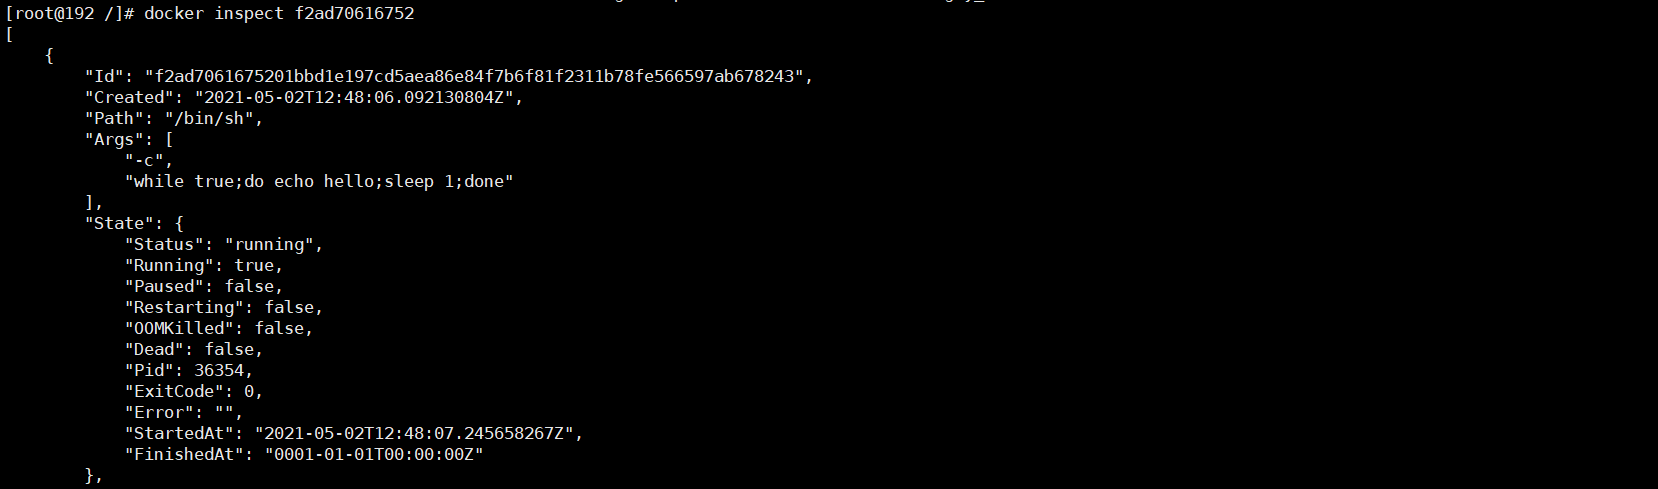 [root@192 /]# docker inspect f2ad70616752
[
    {
        "Id": "f2ad7061675201bbd1e197cd5aea86e84f7b6f81f2311b78fe566597ab678243",
        "Created": "2021-05-02T12:48:06.092130804Z",
        "Path": "/bin/sh",
        "Args": [
            "-c",
            "while true;do echo hello;sleep 1;done"
        ],
        "State": {
            "Status": "running",
            "Running": true,
            "Paused": false,
            "Restarting": false,
            "OOMKilled": false,
            "Dead": false,
            "Pid": 36354,
            "ExitCode": 0,
            "Error": "",
            "StartedAt": "2021-05-02T12:48:07.245658267Z",
            "FinishedAt": "0001-01-01T00:00:00Z"
        },